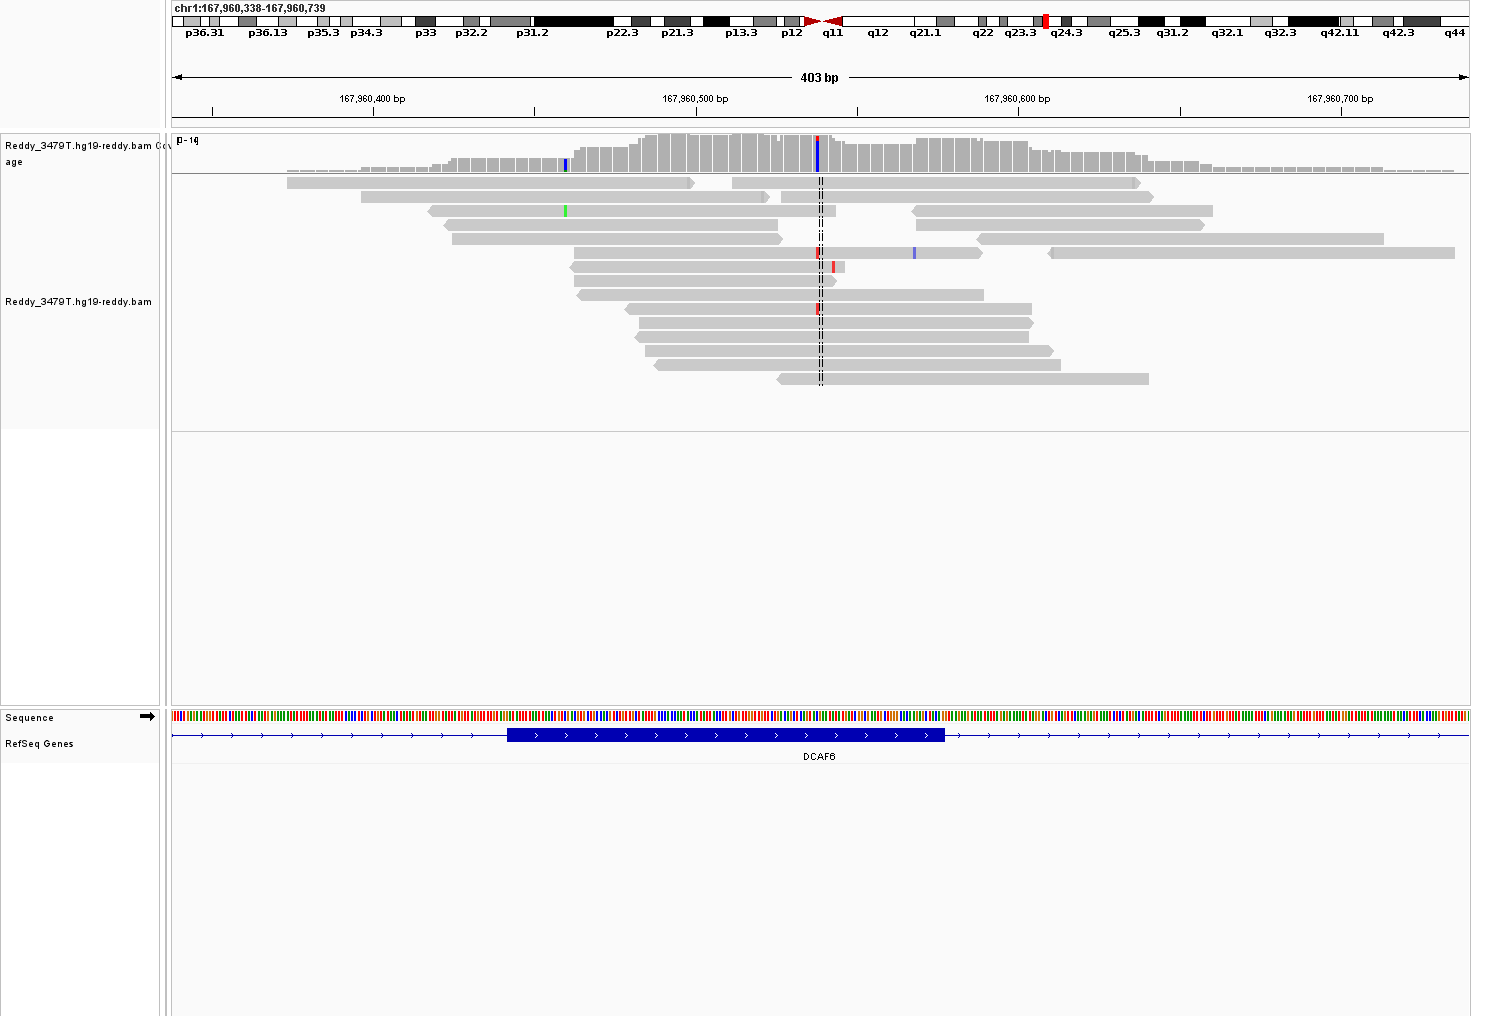 chr1:167,960,338-167,960,739
p36.31 p36.13 p35.3 p34.3 p33 p32.2 p31.2 p22.3 p21.3 p13.3 p12 q11 q12 q21.1 q22 q23.3 q24.3 q25.3 q31.2 q32.1 q32.3 q42.11 q42.3 q44
403 bp
167,960,400 bp 167,960,500 bp 167,960,600 bp 167,960,700 bp
Reddy_3479T.hg19-reddy.bam Cov
age
Reddy_3479T.hg19-reddy.bam
Sequence
RefSeq Genes
DCAF6